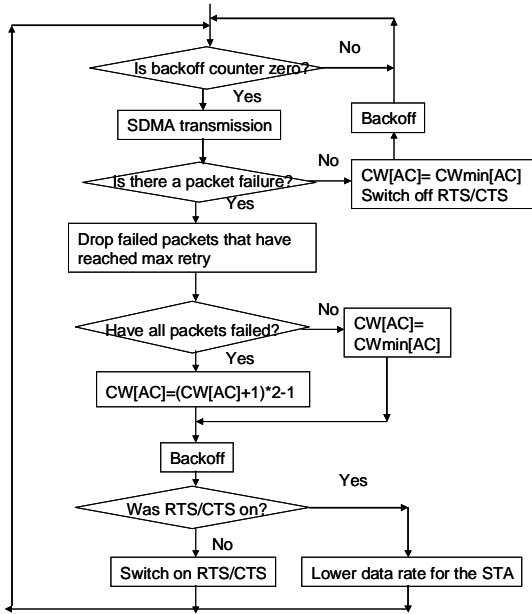 No
Is backoff counter zero?
Yes
SDMA transmission
Backoff
No
Is there a packet failure?
CW[AC]= CWmin[AC]
Switch off RTS/CTS
Yes
Drop failed packets that have
reached max retry
No
Have all packets failed?
CW[AC]=
CWmin[AC]
Yes
CW[AC]=(CW[AC]+1)*2-1
Backoff
Yes
Was RTS/CTS on?
No
Switch on RTS/CTS
Lower data rate for the STA